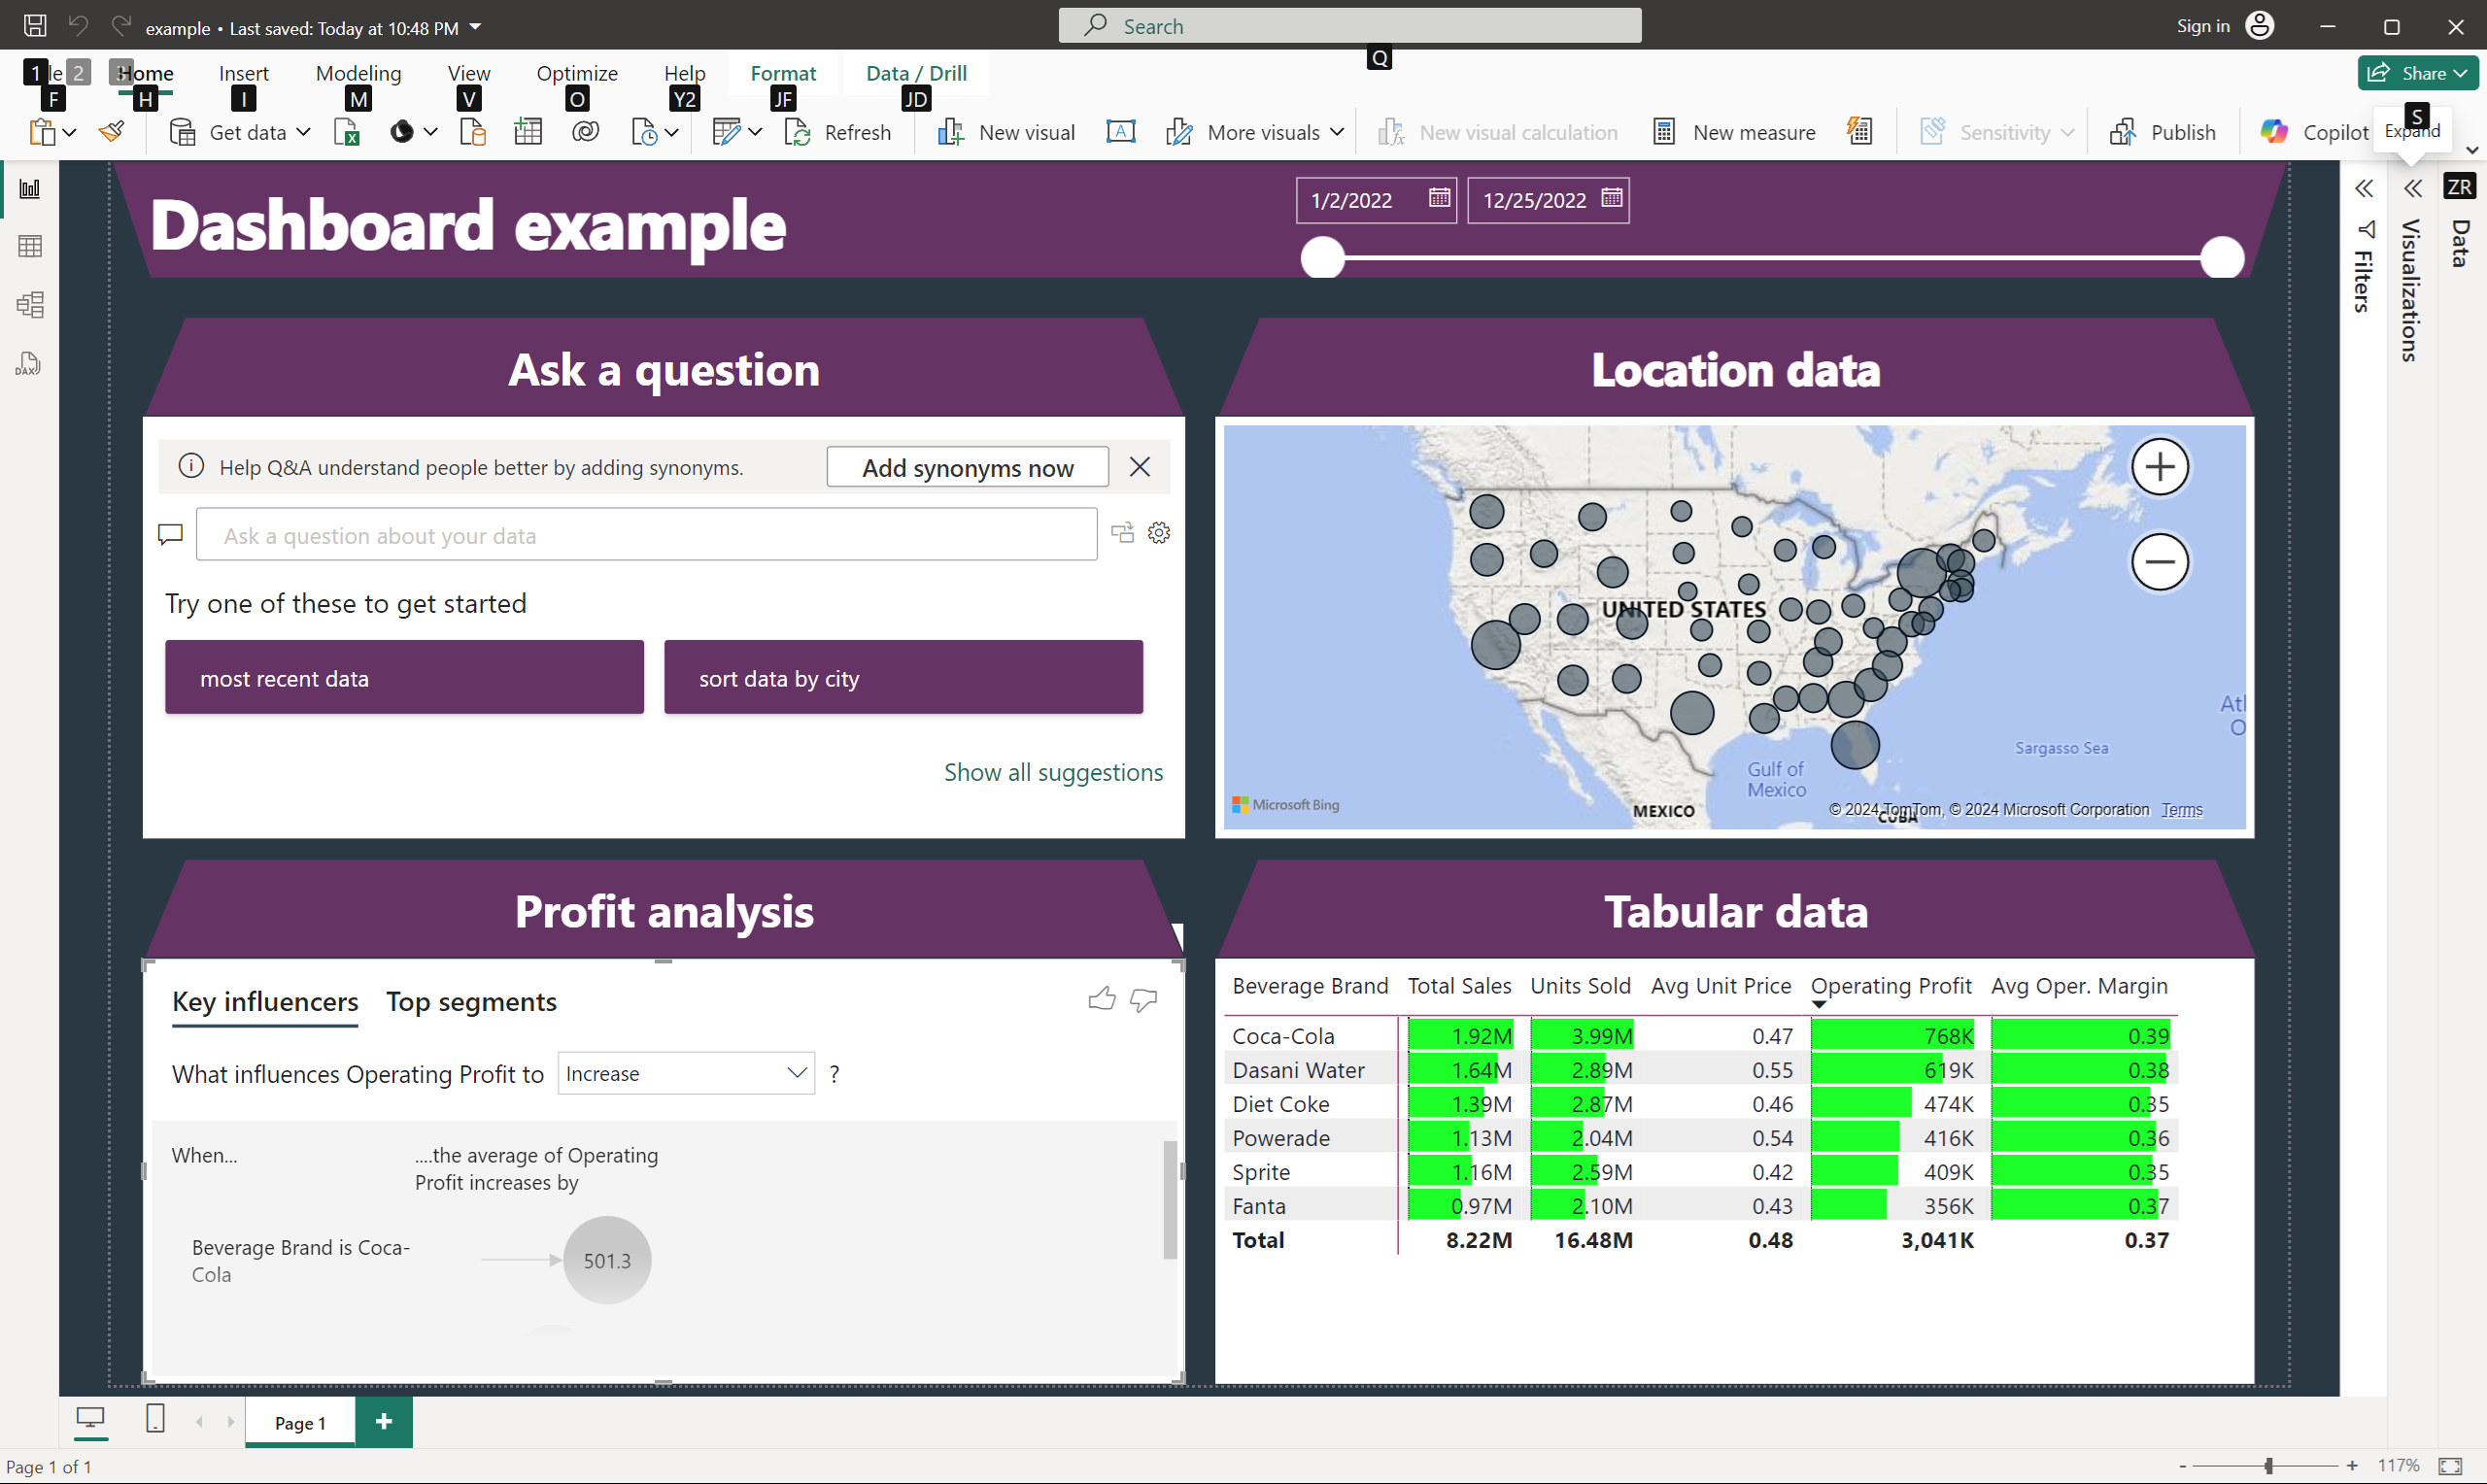 example • Last saved: Today at 10:48 PM
Search
Sign in
Q
1 le 2 3 Home Insert Modeling View Optimize Help Format Data / Drill
Share
F H I M V O Y2 JF JD
S
Get data
Refresh
New visual
More visuals
New visual calculation
New measure
Sensitivity
Publish
Copilot
Expand
DAX
Dashboard example
1/2/2022
12/25/2022
Filters
Visualizations
ZR
Data
Ask a question
Help Q&A understand people better by adding synonyms.
Add synonyms now
Ask a question about your data
Try one of these to get started
most recent data
sort data by city
Show all suggestions
Location data
UNITED STATES
Atl
O
Sargasso Sea
Gulf of
Mexico
Microsoft Bing
MEXICO
CUBA
© 2024 TomTom, © 2024 Microsoft Corporation Terms
Profit analysis
Key influencers Top segments
What influences Operating Profit to Increase ?
When...
....the average of Operating
Profit increases by
Beverage Brand is Coca-
Cola
501.3
Tabular data
Beverage Brand Total Sales Units Sold Avg Unit Price Operating Profit Avg Oper. Margin
Coca-Cola 1.92M 3.99M 0.47 768K 0.39
Dasani Water 1.64M 2.89M 0.55 619K 0.38
Diet Coke 1.39M 2.87M 0.46 474K 0.35
Powerade 1.13M 2.04M 0.54 416K 0.36
Sprite 1.16M 2.59M 0.42 409K 0.35
Fanta 0.97M 2.10M 0.43 356K 0.37
Total 8.22M 16.48M 0.48 3,041K 0.37
Page 1
+
Page 1 of 1
- + 117%